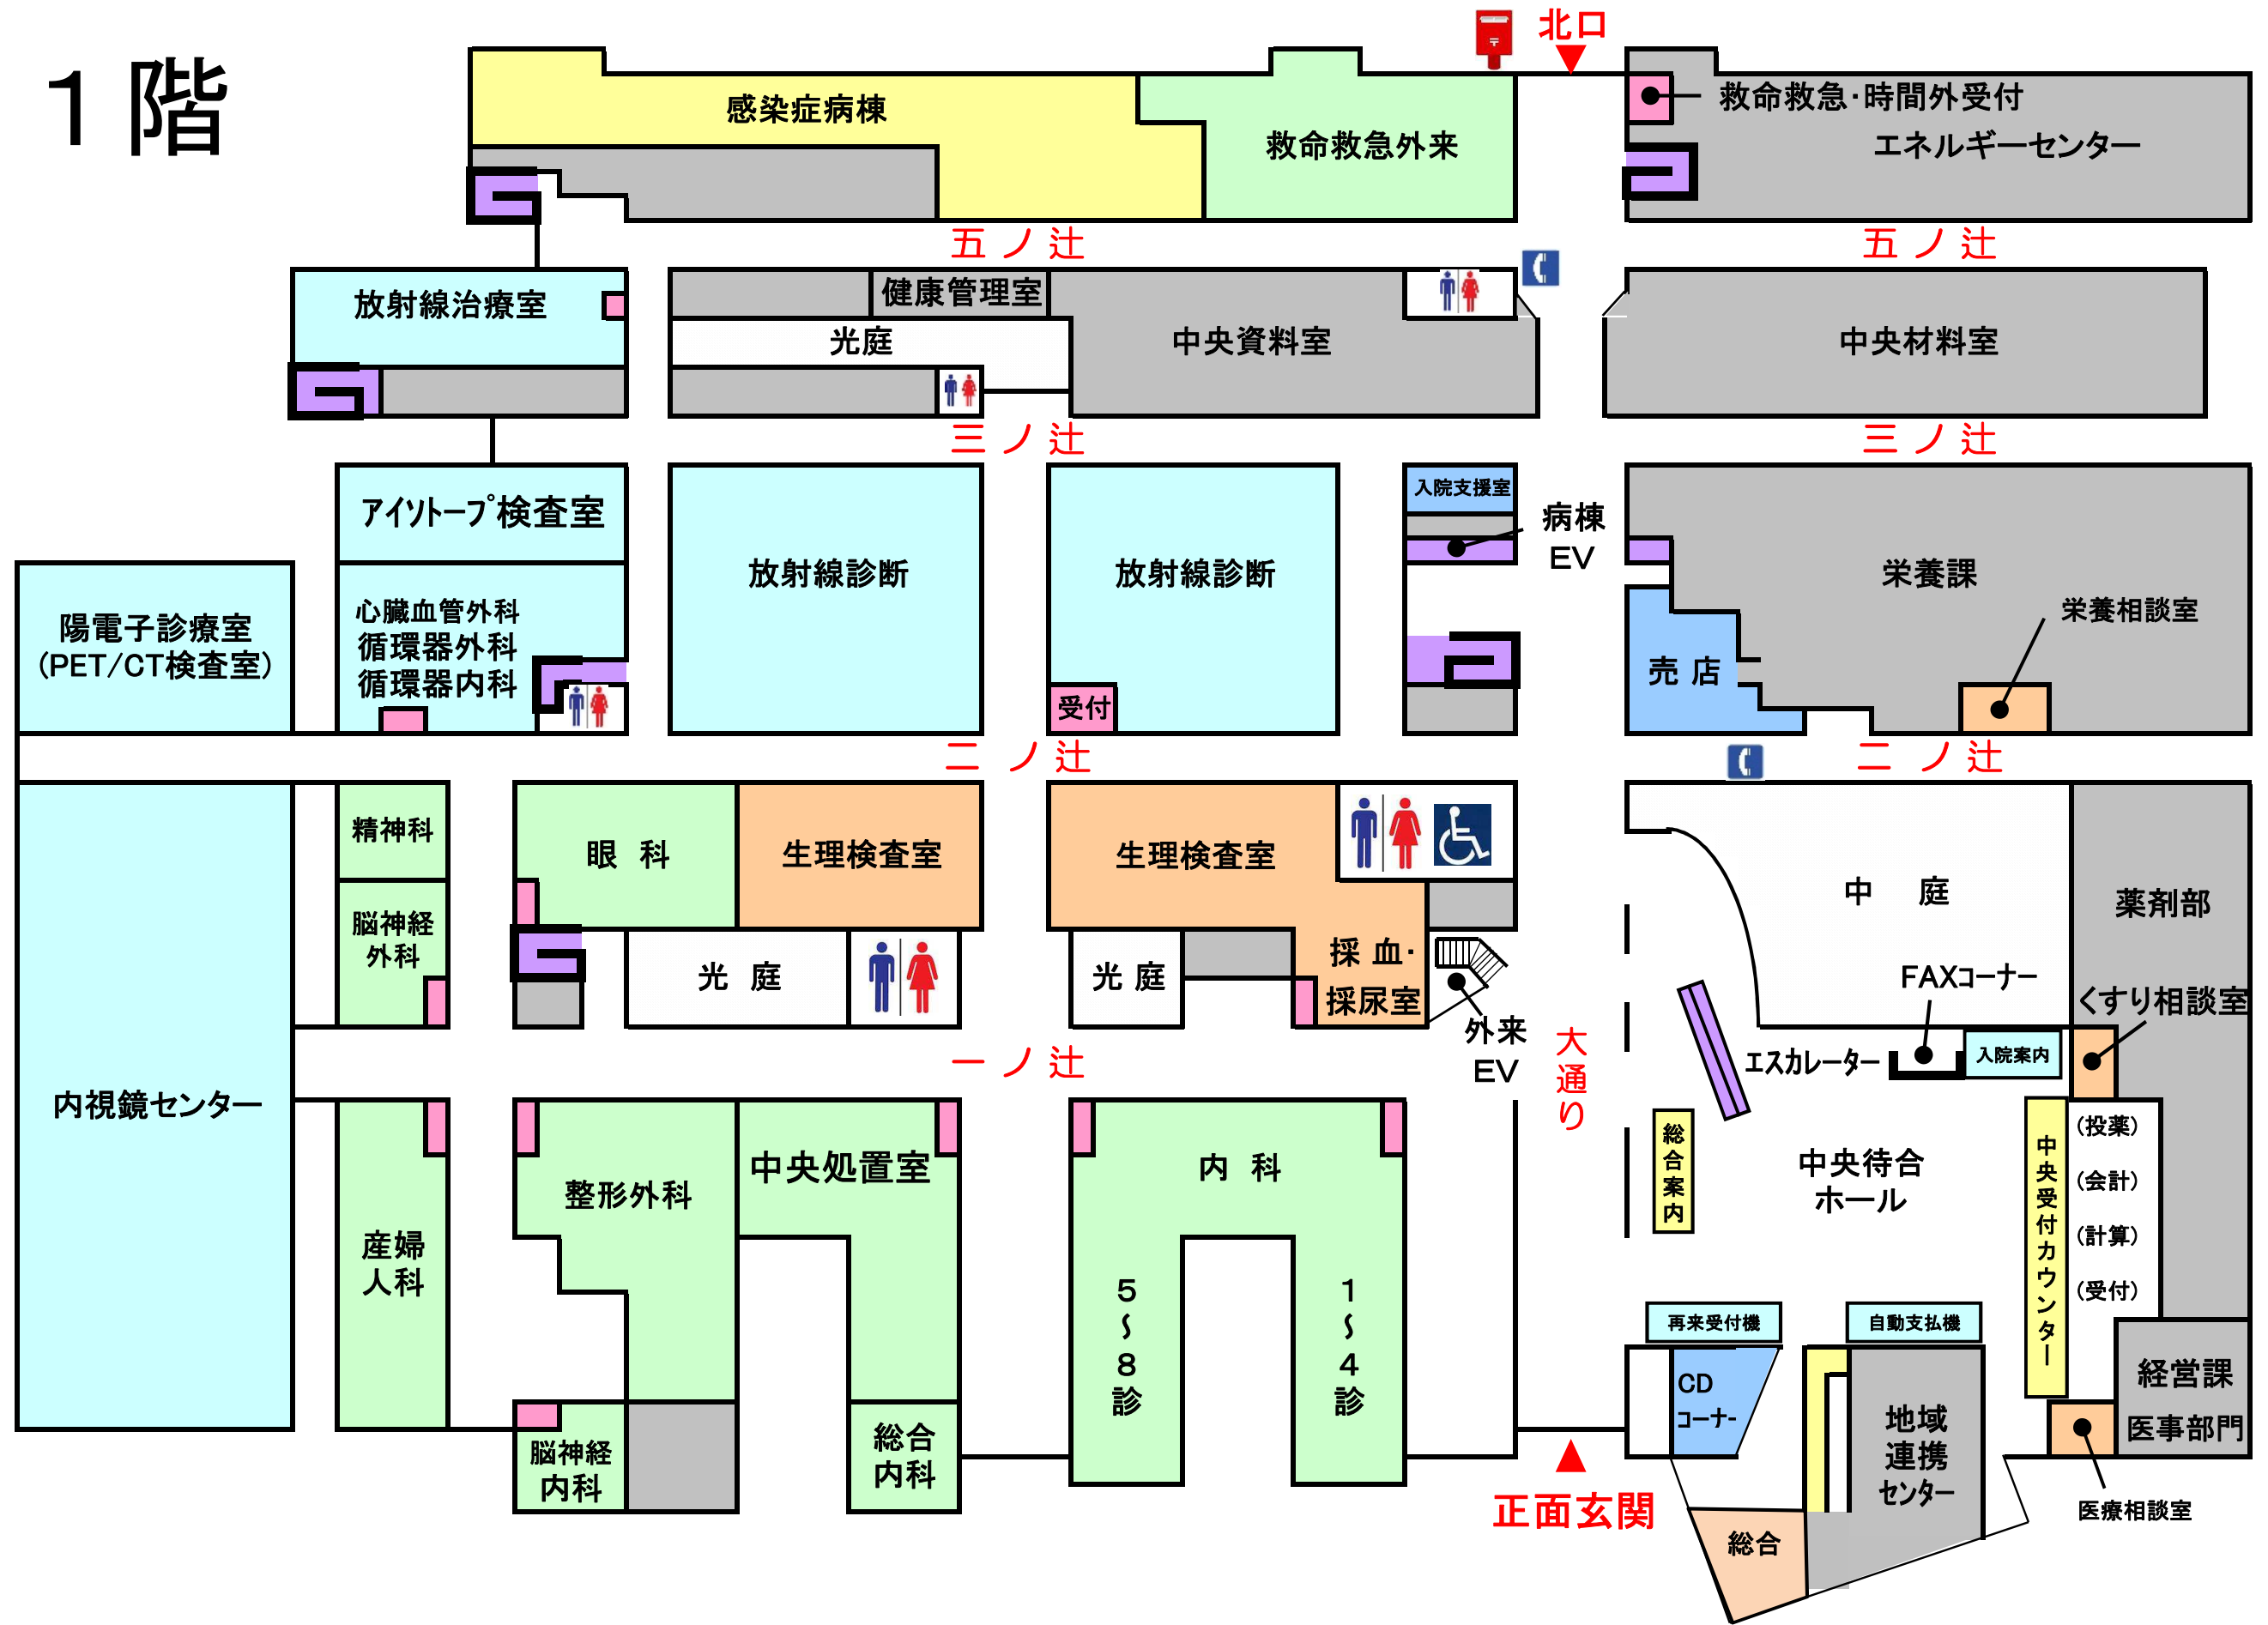 1階
北口
感染症病棟
救命救急外来
救命救急・時間外受付
エネルギーセンター
五ノ辻
五ノ辻
放射線治療室
健康管理室
光庭
中央資料室
中央材料室
三ノ辻
三ノ辻
アイソトープ検査室
放射線診断
放射線診断
入院支援室
病棟
EV
栄養課
栄養相談室
陽電子診療室
(PET/CT検査室)
心臓血管外科
循環器外科
循環器内科
受付
売店
二ノ辻
二ノ辻
精神科
眼科
生理検査室
生理検査室
中庭
薬剤部
脳神経
外科
光庭
光庭
採血・
採尿室
FAXコーナー
くすり相談室
外来
EV
大通り
エスカレーター
入院案内
一ノ辻
内視鏡センター
総合案内
中央待合
ホール
中央受付カウンター
(投薬)
(会計)
(計算)
(受付)
産婦
人科
整形外科
中央処置室
内科
5~8診
1~4診
再来受付機
自動支払機
CD
コーナー
地域
連携
センター
経営課
医事部門
脳神経
内科
総合
内科
正面玄関
総合
医療相談室